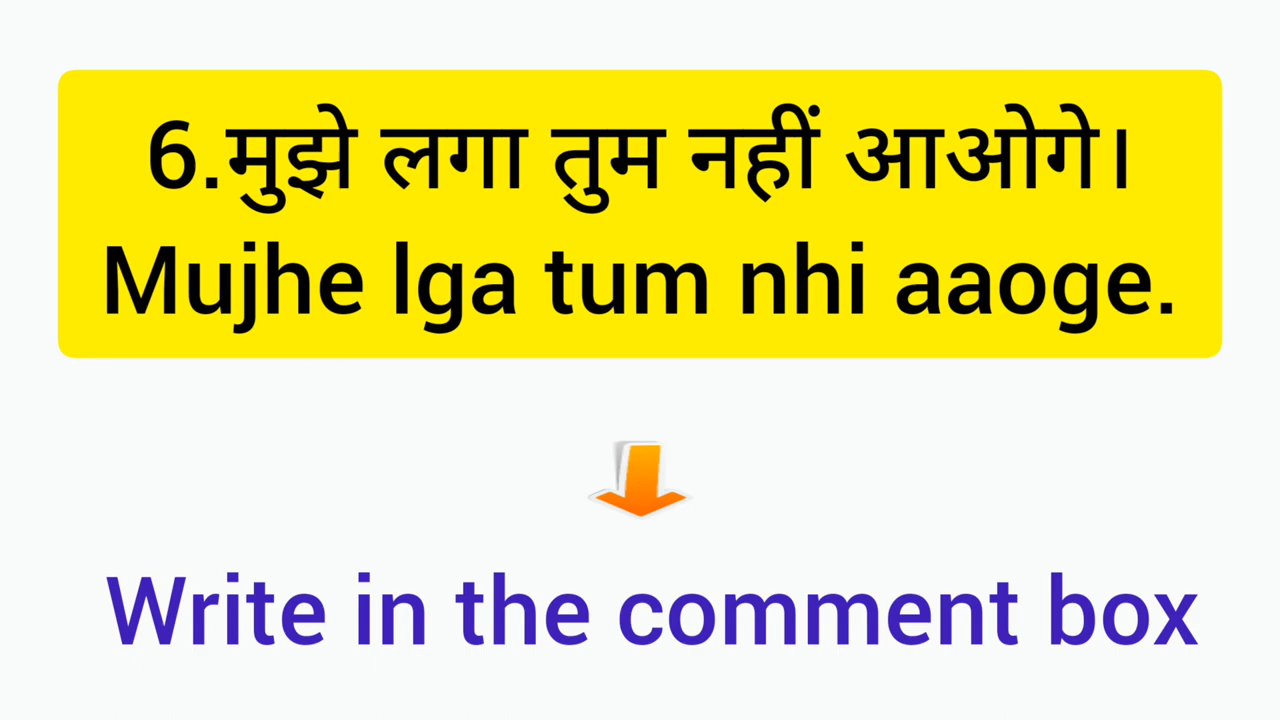 6.मुझे लगा तुम नहीं आओगे।
Mujhe lga tum nhi aaoge.
Write in the comment box